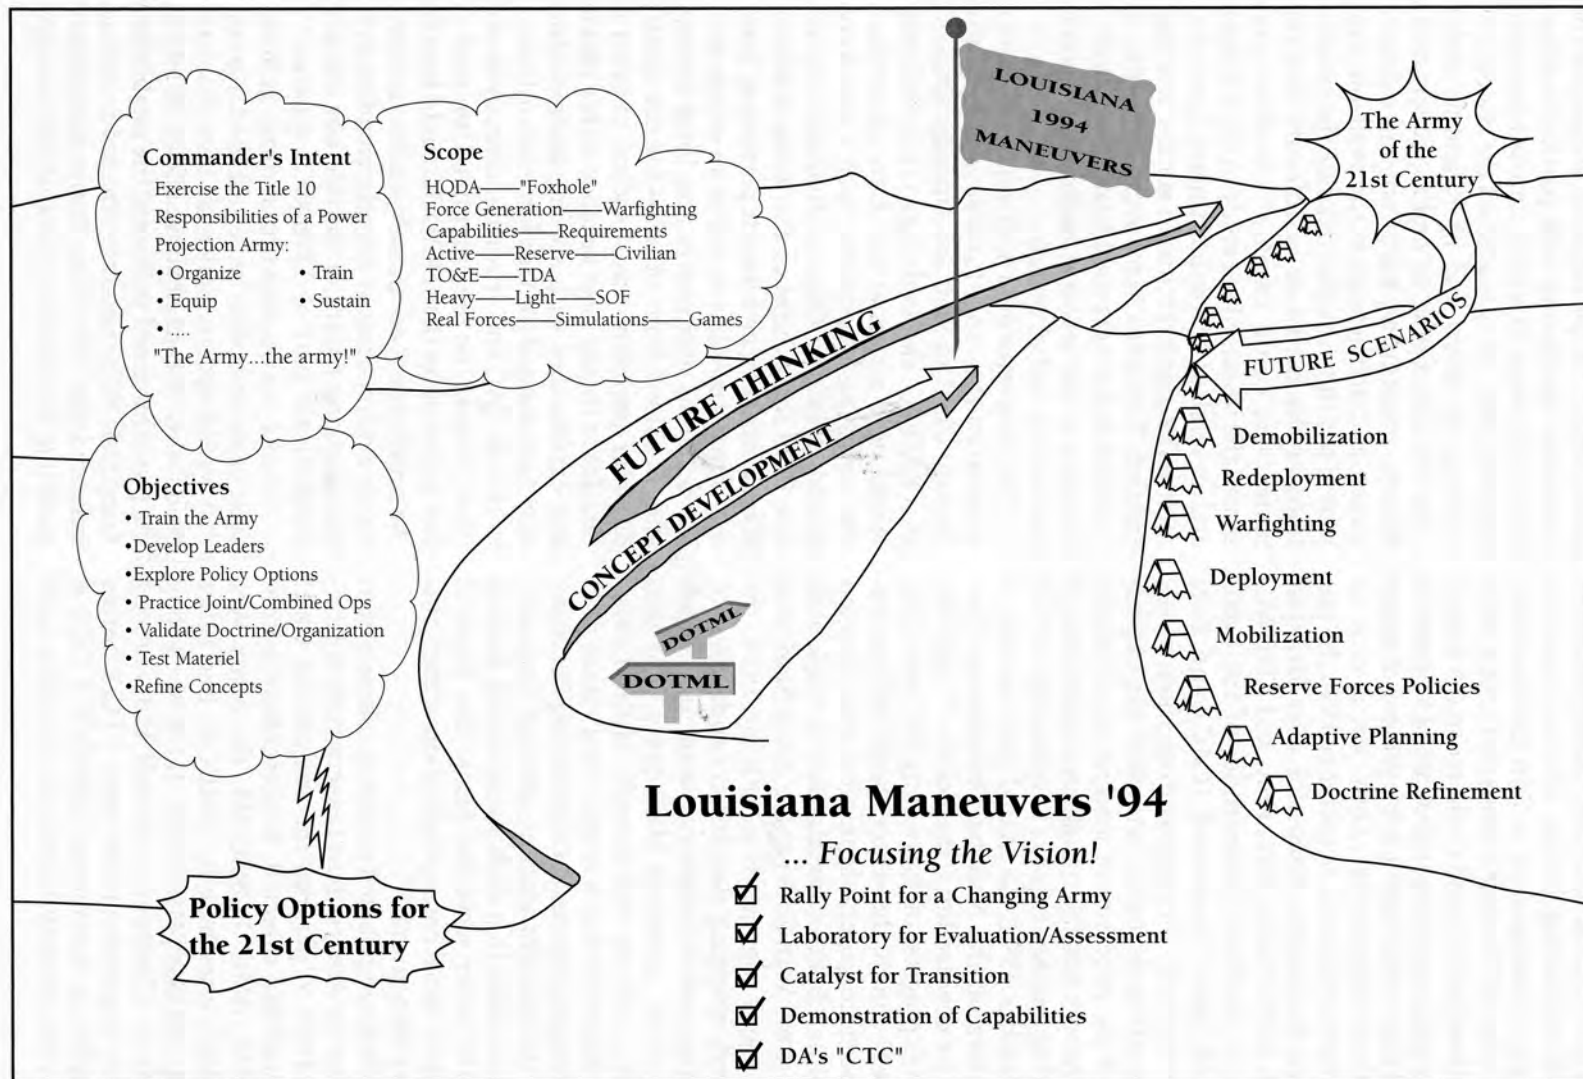 LOUISIANA
1994
MANEUVERS
The Army
of the
21st Century
Commander's Intent
Exercise the Title 10
Responsibilities of a Power
Projection Army:
• Organize • Train
• Equip • Sustain
• ....
"The Army...the army!"
Scope
HQDA——"Foxhole"
Force Generation——Warfighting
Capabilities——Requirements
Active——Reserve——Civilian
TO&E——TDA
Heavy——Light——SOF
Real Forces——Simulations——Games
FUTURE THINKING
CONCEPT DEVELOPMENT
FUTURE SCENARIOS
Objectives
• Train the Army
•Develop Leaders
•Explore Policy Options
• Practice Joint/Combined Ops
• Validate Doctrine/Organization
• Test Materiel
•Refine Concepts
DOTML
DOTML
Demobilization
Redeployment
Warfighting
Deployment
Mobilization
Reserve Forces Policies
Adaptive Planning
Doctrine Refinement
Policy Options for
the 21st Century
Louisiana Maneuvers '94
... Focusing the Vision!
Rally Point for a Changing Army
Laboratory for Evaluation/Assessment
Catalyst for Transition
Demonstration of Capabilities
DA's "CTC"